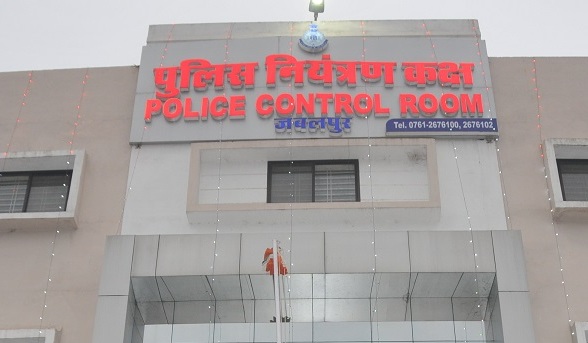 पुलिस नियंत्रण कक्ष
POLICE CONTROL ROOM
जबलपुर
Tel. 0761-2676100, 2676102